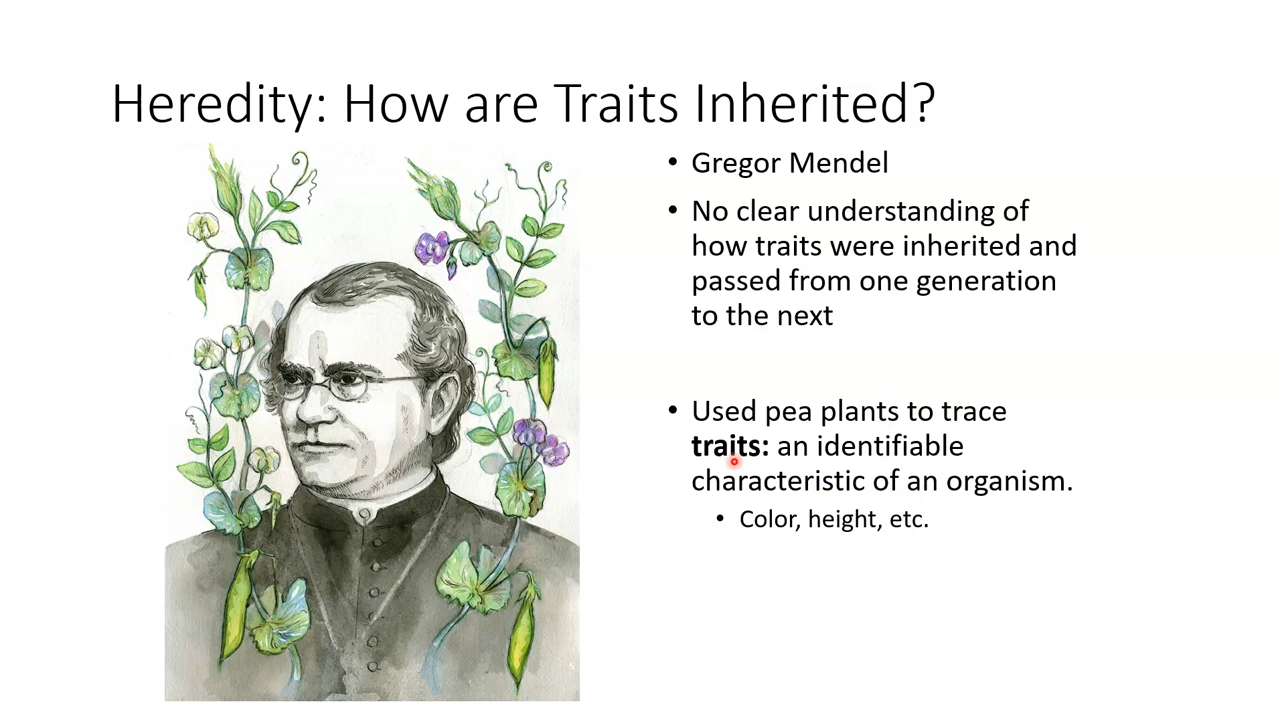 Heredity: How are Traits Inherited?
• Gregor Mendel
• No clear understanding of
how traits were inherited and
passed from one generation
to the next
• Used pea plants to trace
traits: an identifiable
characteristic of an organism.
• Color, height, etc.